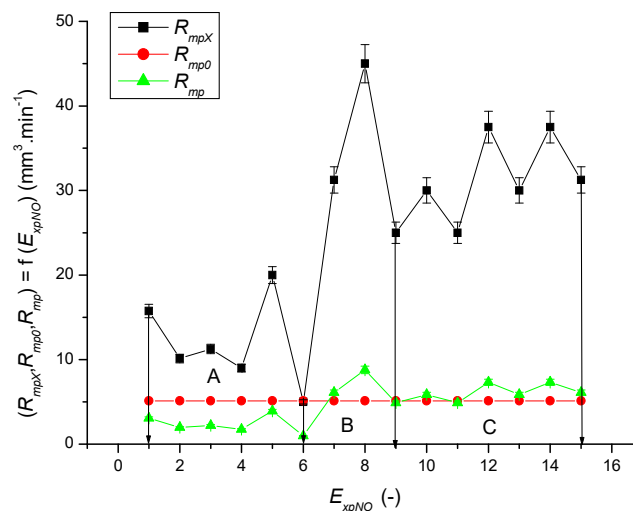 R_mpX
R_mp0
R_mp
(R_mpX,R_mp0,R_mp) = f (E_xpNO) (mm³.min⁻¹)
50
40
30
20
10
0
A
B
C
0 2 4 6 8 10 12 14 16
E_xpNO (-)